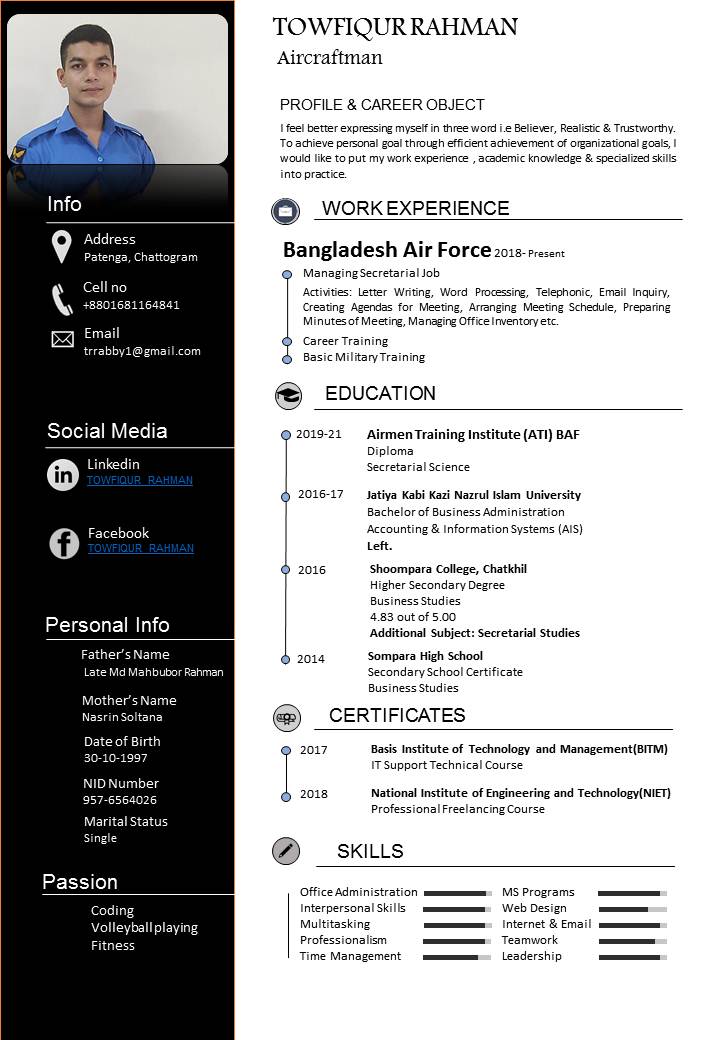 TOWFIQUR RAHMAN
Aircraftman
PROFILE & CAREER OBJECT
I feel better expressing myself in three word i.e Believer, Realistic & Trustworthy.
To achieve personal goal through efficient achievement of organizational goals, I
would like to put my work experience , academic knowledge & specialized skills
into practice.
Info
Address
Patenga, Chattogram
Cell no
+8801681164841
Email
trrabby1@gmail.com
Social Media
Linkedin
TOWFIQUR RAHMAN
Facebook
TOWFIQUR RAHMAN
Personal Info
Father's Name
Late Md Mahbubor Rahman
Mother's Name
Nasrin Soltana
Date of Birth
30-10-1997
NID Number
957-6564026
Marital Status
Single
Passion
Coding
Volleyball playing
Fitness
WORK EXPERIENCE
Bangladesh Air Force 2018- Present
Managing Secretarial Job
Activities: Letter Writing, Word Processing, Telephonic, Email Inquiry,
Creating Agendas for Meeting, Arranging Meeting Schedule, Preparing
Minutes of Meeting, Managing Office Inventory etc.
Career Training
Basic Military Training
EDUCATION
2019-21 Airmen Training Institute (ATI) BAF
Diploma
Secretarial Science
2016-17 Jatiya Kabi Kazi Nazrul Islam University
Bachelor of Business Administration
Accounting & Information Systems (AIS)
Left.
2016 Shoompara College, Chatkhil
Higher Secondary Degree
Business Studies
4.83 out of 5.00
Additional Subject: Secretarial Studies
2014 Sompara High School
Secondary School Certificate
Business Studies
CERTIFICATES
2017 Basis Institute of Technology and Management(BITM)
IT Support Technical Course
2018 National Institute of Engineering and Technology(NIET)
Professional Freelancing Course
SKILLS
Office Administration MS Programs
Interpersonal Skills Web Design
Multitasking Internet & Email
Professionalism Teamwork
Time Management Leadership